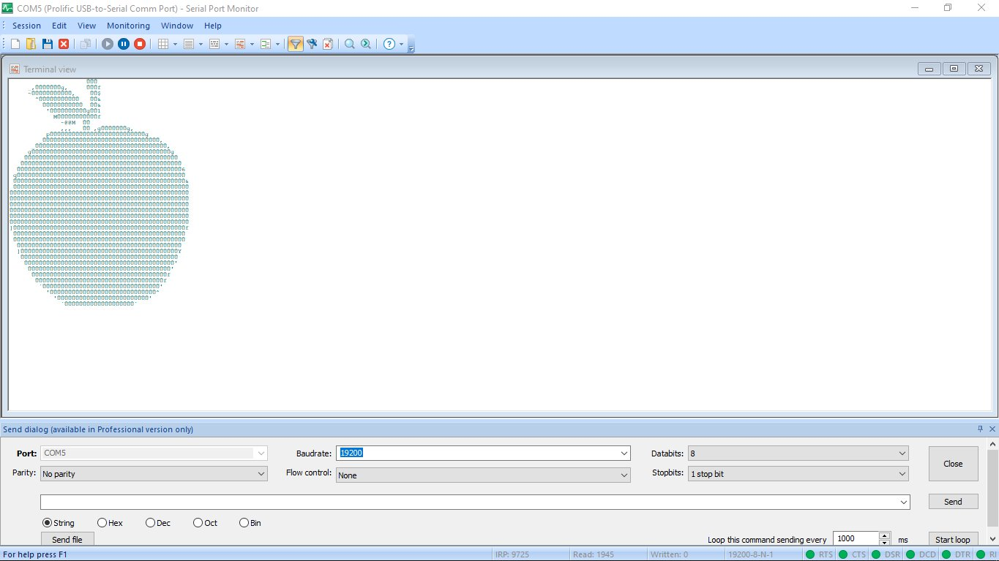 COM5 (Prolific USB-to-Serial Comm Port) - Serial Port Monitor
Session Edit View Monitoring Window Help
Terminal view
Send dialog (available in Professional version only)
Port: COM5 Baudrate: 19200 Databits: 8 Close
Parity: No parity Flow control: None Stopbits: 1 stop bit
Send
String Hex Dec Oct Bin
Send file Loop this command sending every 1000 ms Start loop
For help press F1 IRP: 9725 Read: 1945 Written: 0 19200-8-N-1 RTS CTS DSR DCD DTR RI